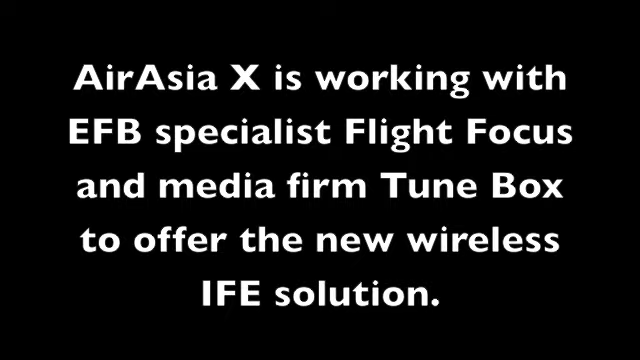 AirAsia X is working with
EFB specialist Flight Focus
and media firm Tune Box
to offer the new wireless
IFE solution.